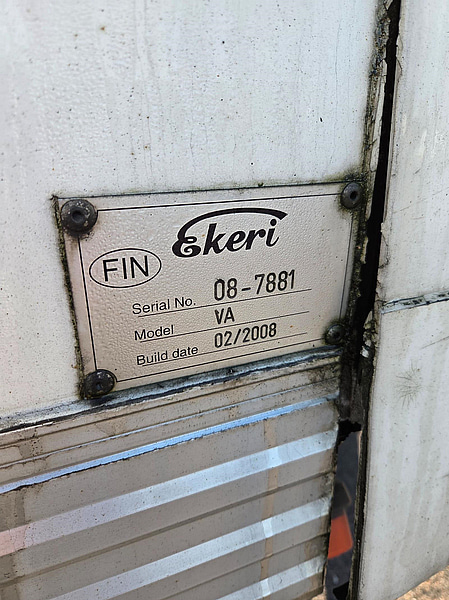 Ekeri
FIN
Serial No. 08-7881
Model VA
Build date 02/2008